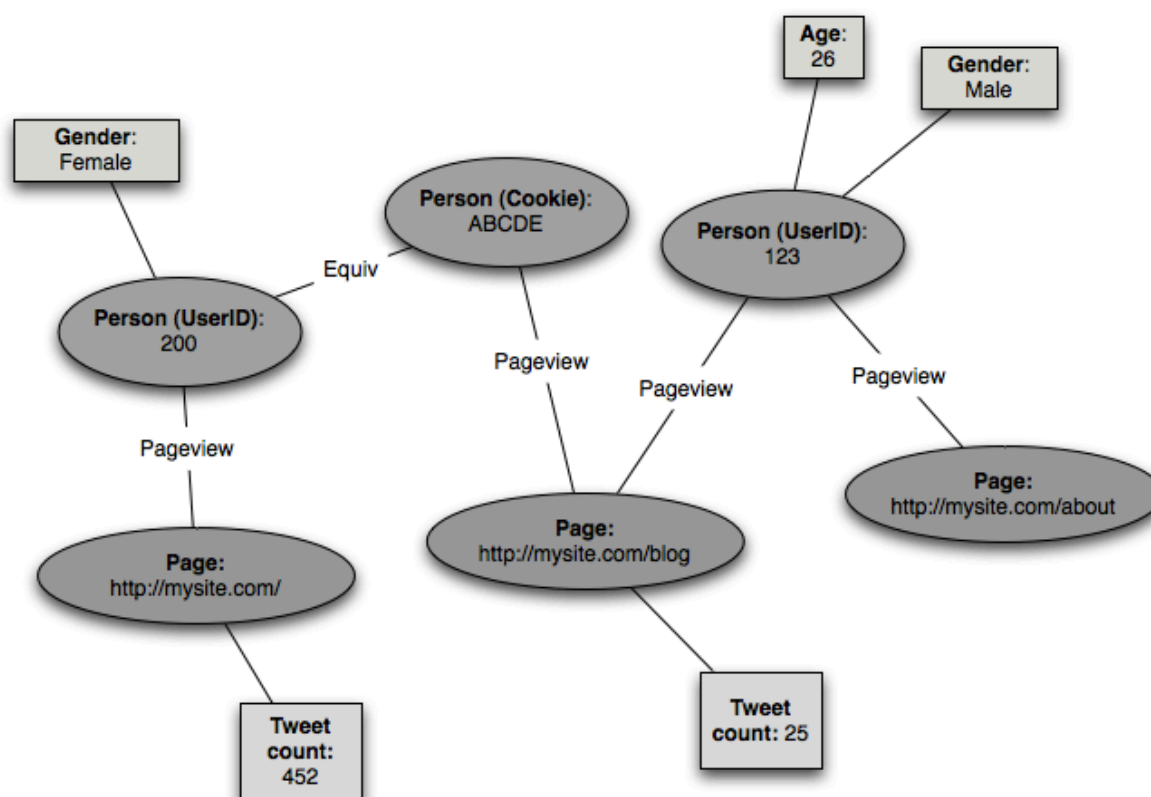 Age:
26
Gender:
Male
Gender:
Female
Person (Cookie):
ABCDE
Person (UserID):
123
Equiv
Person (UserID):
200
Pageview
Pageview
Pageview
Pageview
Page:
http://mysite.com/about
Page:
http://mysite.com/blog
Page:
http://mysite.com/
Tweet
count: 25
Tweet
count:
452